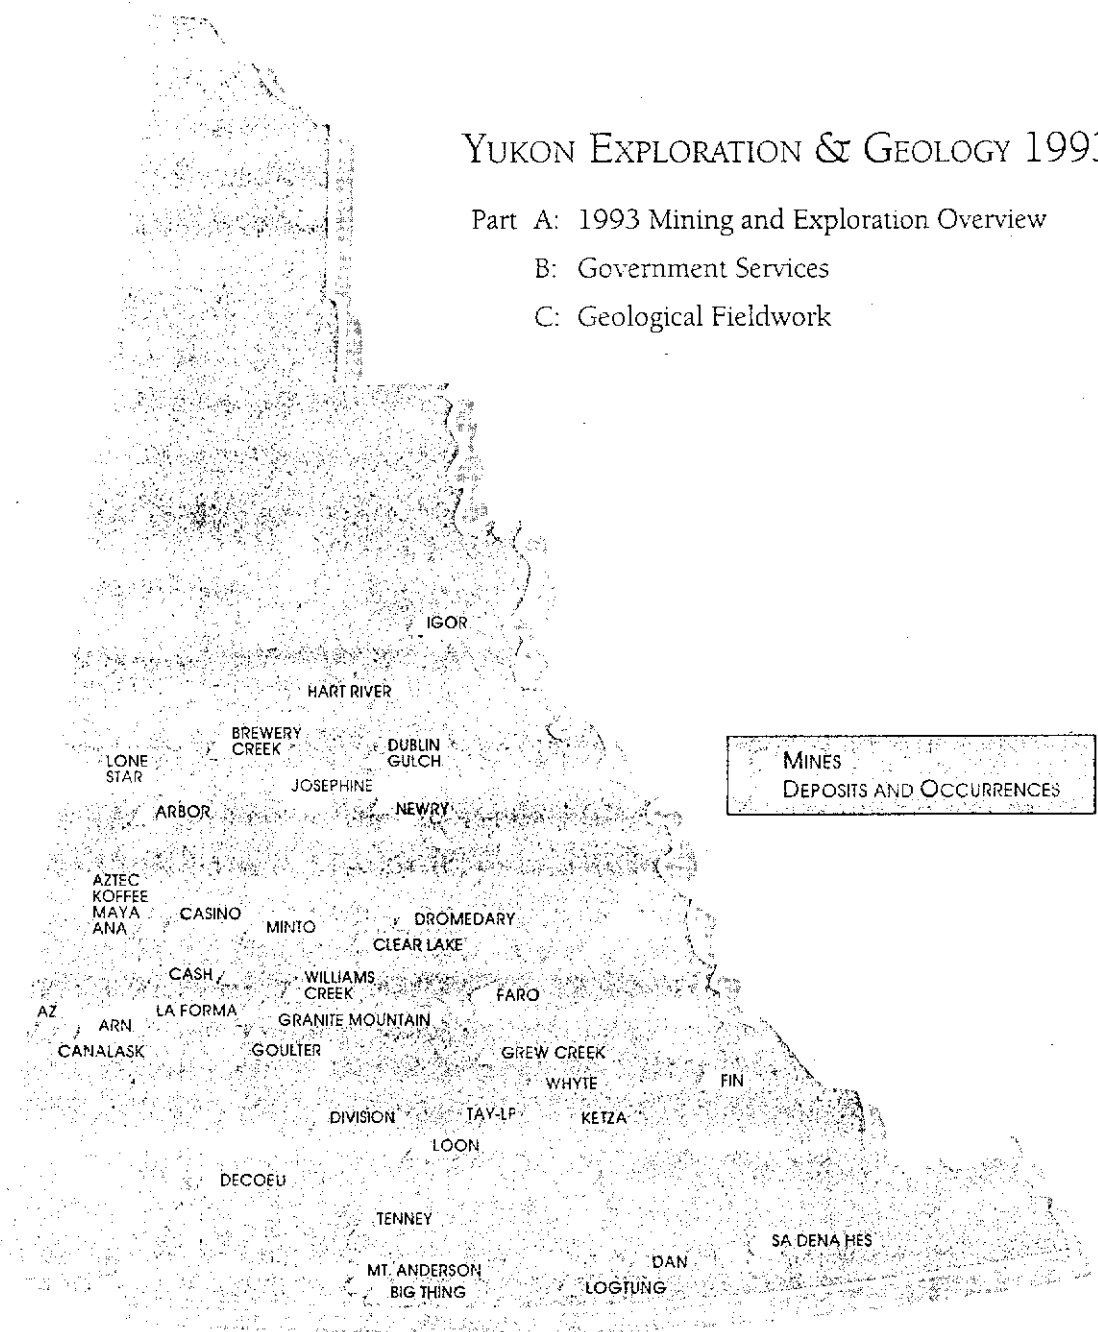 YUKON EXPLORATION & GEOLOGY 1993
Part A: 1993 Mining and Exploration Overview
B: Government Services
C: Geological Fieldwork
IGOR
HART RIVER
BREWERY
CREEK
DUBLIN
GULCH
LONE
STAR
JOSEPHINE
ARBOR
NEWRY
MINES
DEPOSITS AND OCCURRENCES
AZTEC
KOFFEE
MAYA
ANA
CASINO
MINTO
DROMEDARY
CLEAR LAKE
CASH
WILLIAMS
CREEK
FARO
AZ
ARN
LA FORMA
GRANITE MOUNTAIN
CANALASK
GOULTER
GREW CREEK
WHYTE
FIN
DIVISION
TAY-LP
KETZA
LOON
DECOEU
TENNEY
SA DENA HES
DAN
MT. ANDERSON
BIG THING
LOGTUNG